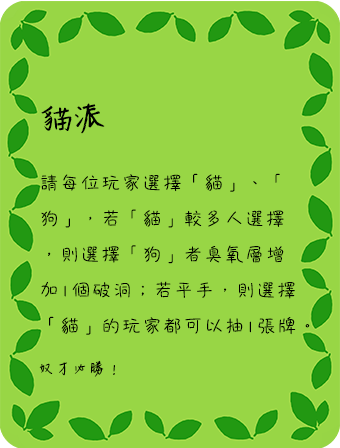 貓派
請每位玩家選擇「貓」、「
狗」，若「貓」較多人選擇
，則選擇「狗」者臭氧層增
加1個破洞；若平手，則選擇
「貓」的玩家都可以抽1張牌。
奴才必勝！